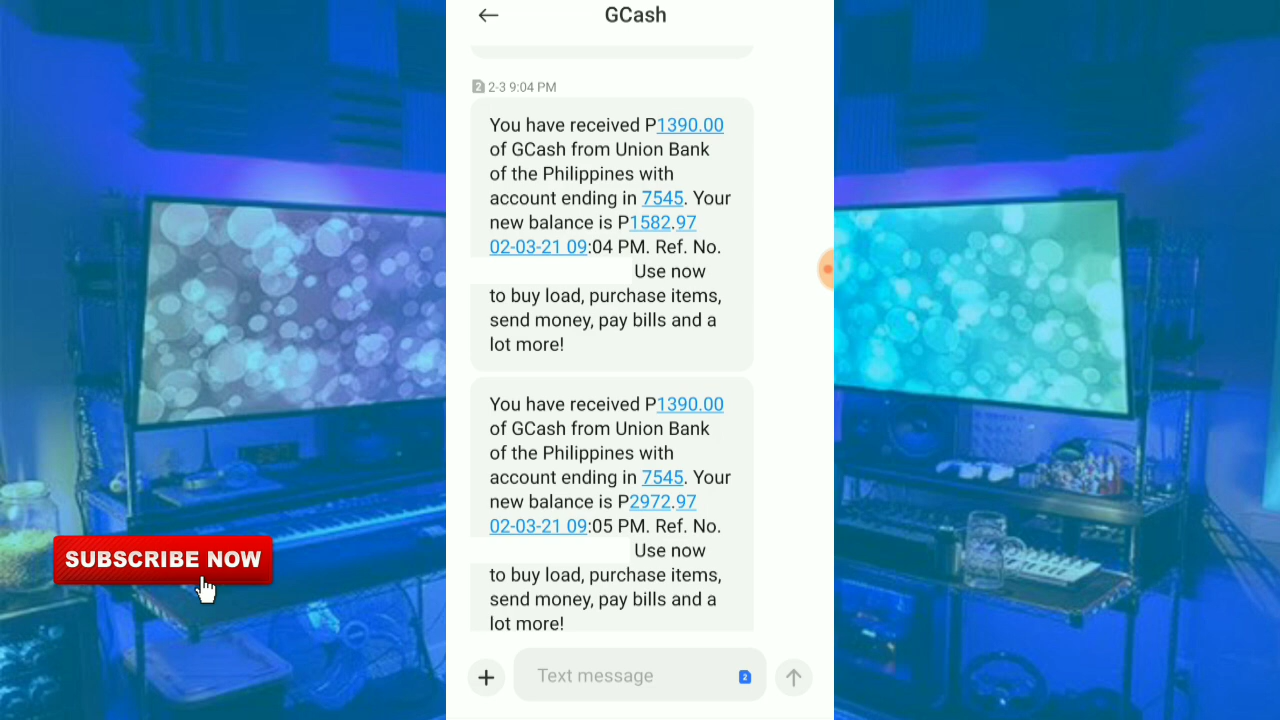 GCash
2-3 9:04 PM
You have received P1390.00
of GCash from Union Bank
of the Philippines with
account ending in 7545. Your
new balance is P1582.97
02-03-21 09:04 PM. Ref. No.
Use now
to buy load, purchase items,
send money, pay bills and a
lot more!
You have received P1390.00
of GCash from Union Bank
of the Philippines with
account ending in 7545. Your
new balance is P2972.97
02-03-21 09:05 PM. Ref. No.
Use now
to buy load, purchase items,
send money, pay bills and a
lot more!
SUBSCRIBE NOW
Text message